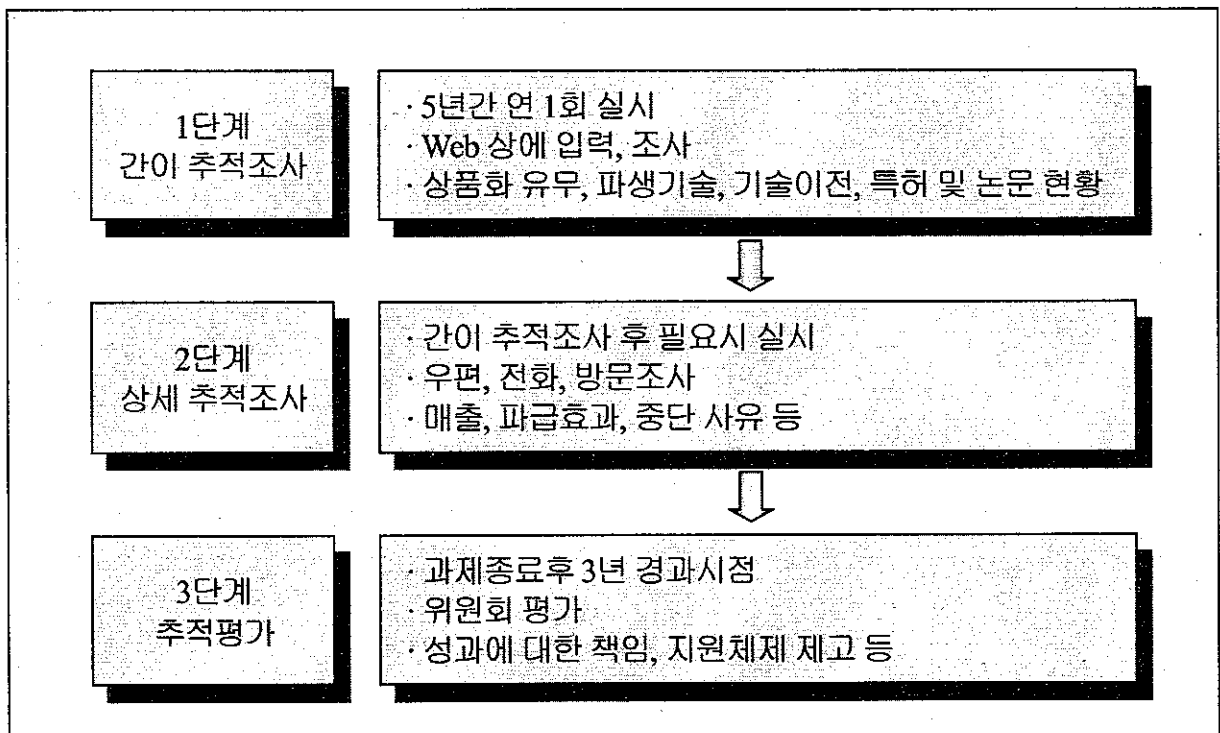 1단계
간이 추적조사
· 5년간 연 1회 실시
· Web 상에 입력, 조사
· 상품화 유무, 파생기술, 기술이전, 특허 및 논문 현황
2단계
상세 추적조사
· 간이 추적조사 후 필요시 실시
· 우편, 전화, 방문조사
· 매출, 파급효과, 중단 사유 등
3단계
추적평가
· 과제종료후 3년 경과시점
· 위원회 평가
· 성과에 대한 책임, 지원체제 제고 등